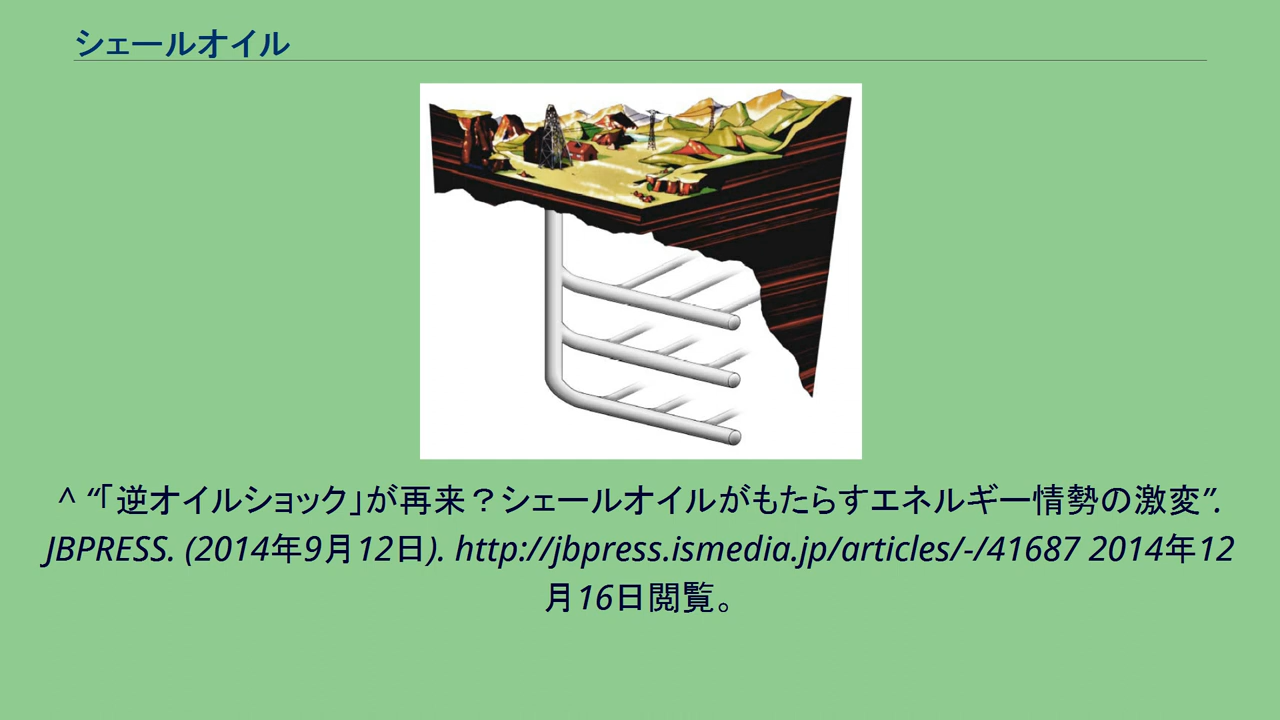 シェールオイル
^ “「逆オイルショック」が再来？シェールオイルがもたらすエネルギー情勢の激変”.
JBPRESS. (2014年9月12日). http://jbpress.ismedia.jp/articles/-/41687 2014年12
月16日閲覧。